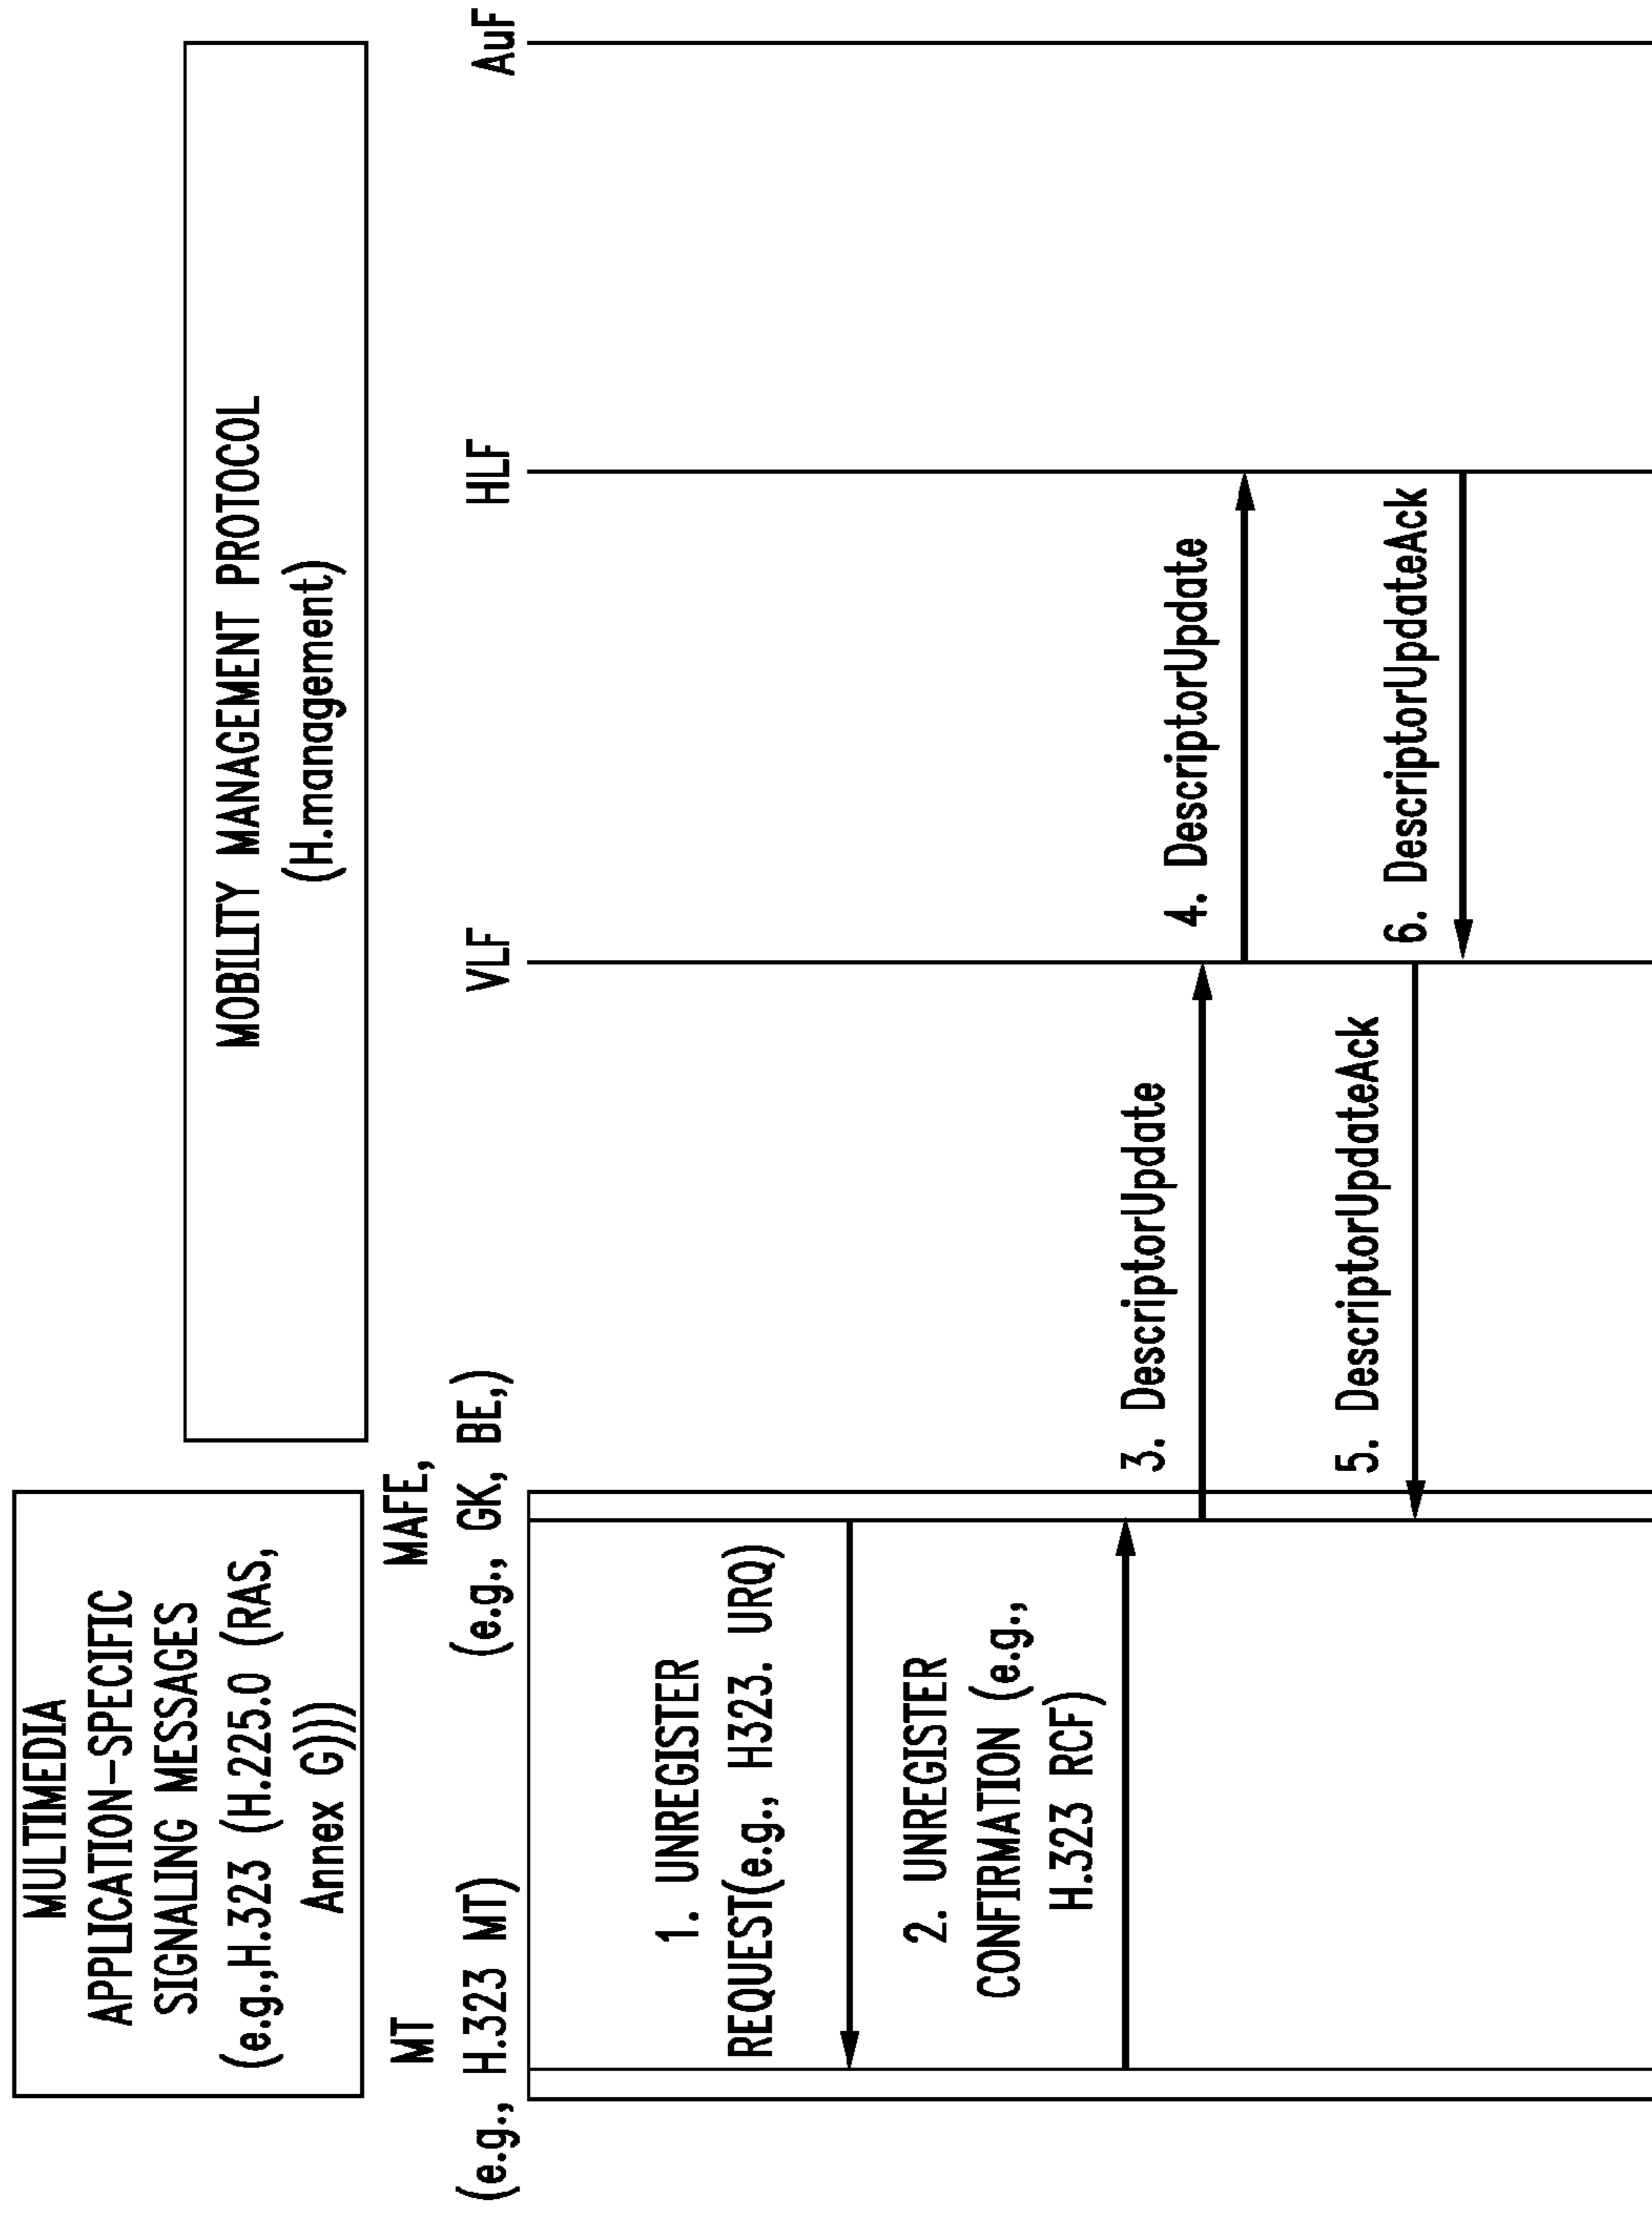 MULTIMEDIA
APPLICATION-SPECIFIC
SIGNALING MESSAGES
(e.g.,H.323 (H.225.0 (RAS,
Annex G)))
MOBILITY MANAGEMENT PROTOCOL
(H.management)
MT
(e.g., H.323 MT)
MAFE,
(e.g., GK, BE,)
VLF
HLF
AuF
1. UNREGISTER
REQUEST(e.g., H323. URQ)
2. UNREGISTER
CONFIRMATION (e.g.,
H.323 RCF)
3. DescriptorUpdate
4. DescriptorUpdate
5. DescriptorUpdateAck
6. DescriptorUpdateAck